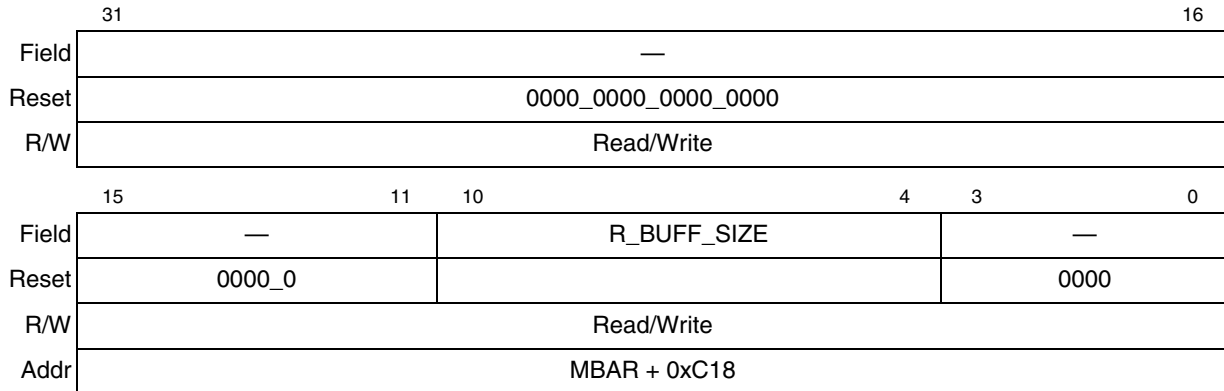 31 16
Field —
Reset 0000_0000_0000_0000
R/W Read/Write
15 11 10 4 3 0
Field — R_BUFF_SIZE —
Reset 0000_0 0000
R/W Read/Write
Addr MBAR + 0xC18